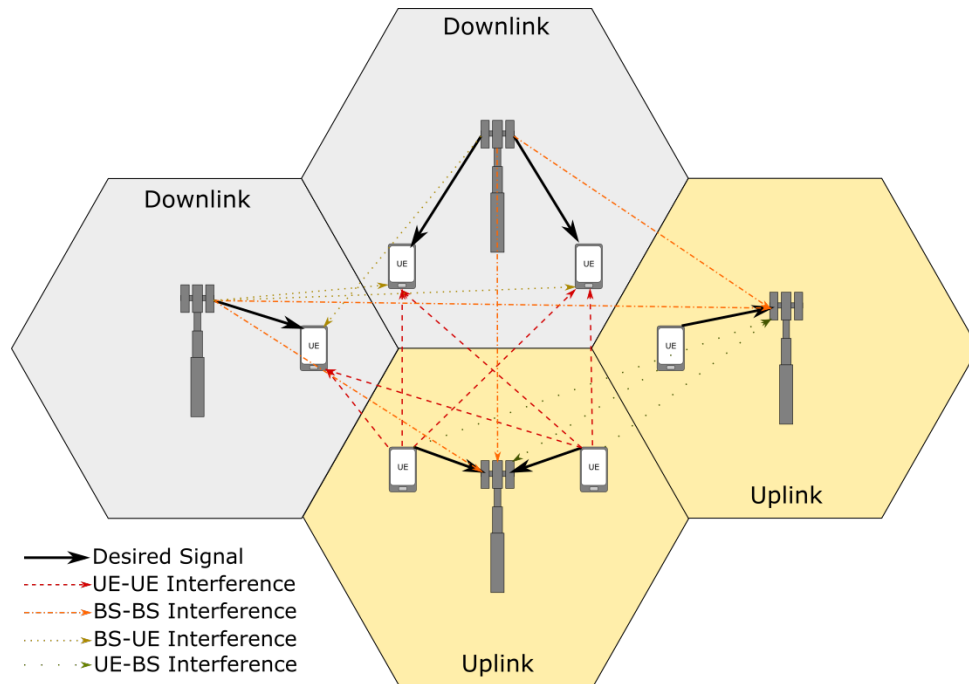 Downlink
Downlink
UE
UE
UE
UE
UE
UE
Uplink
Uplink
Desired Signal
UE-UE Interference
BS-BS Interference
BS-UE Interference
UE-BS Interference